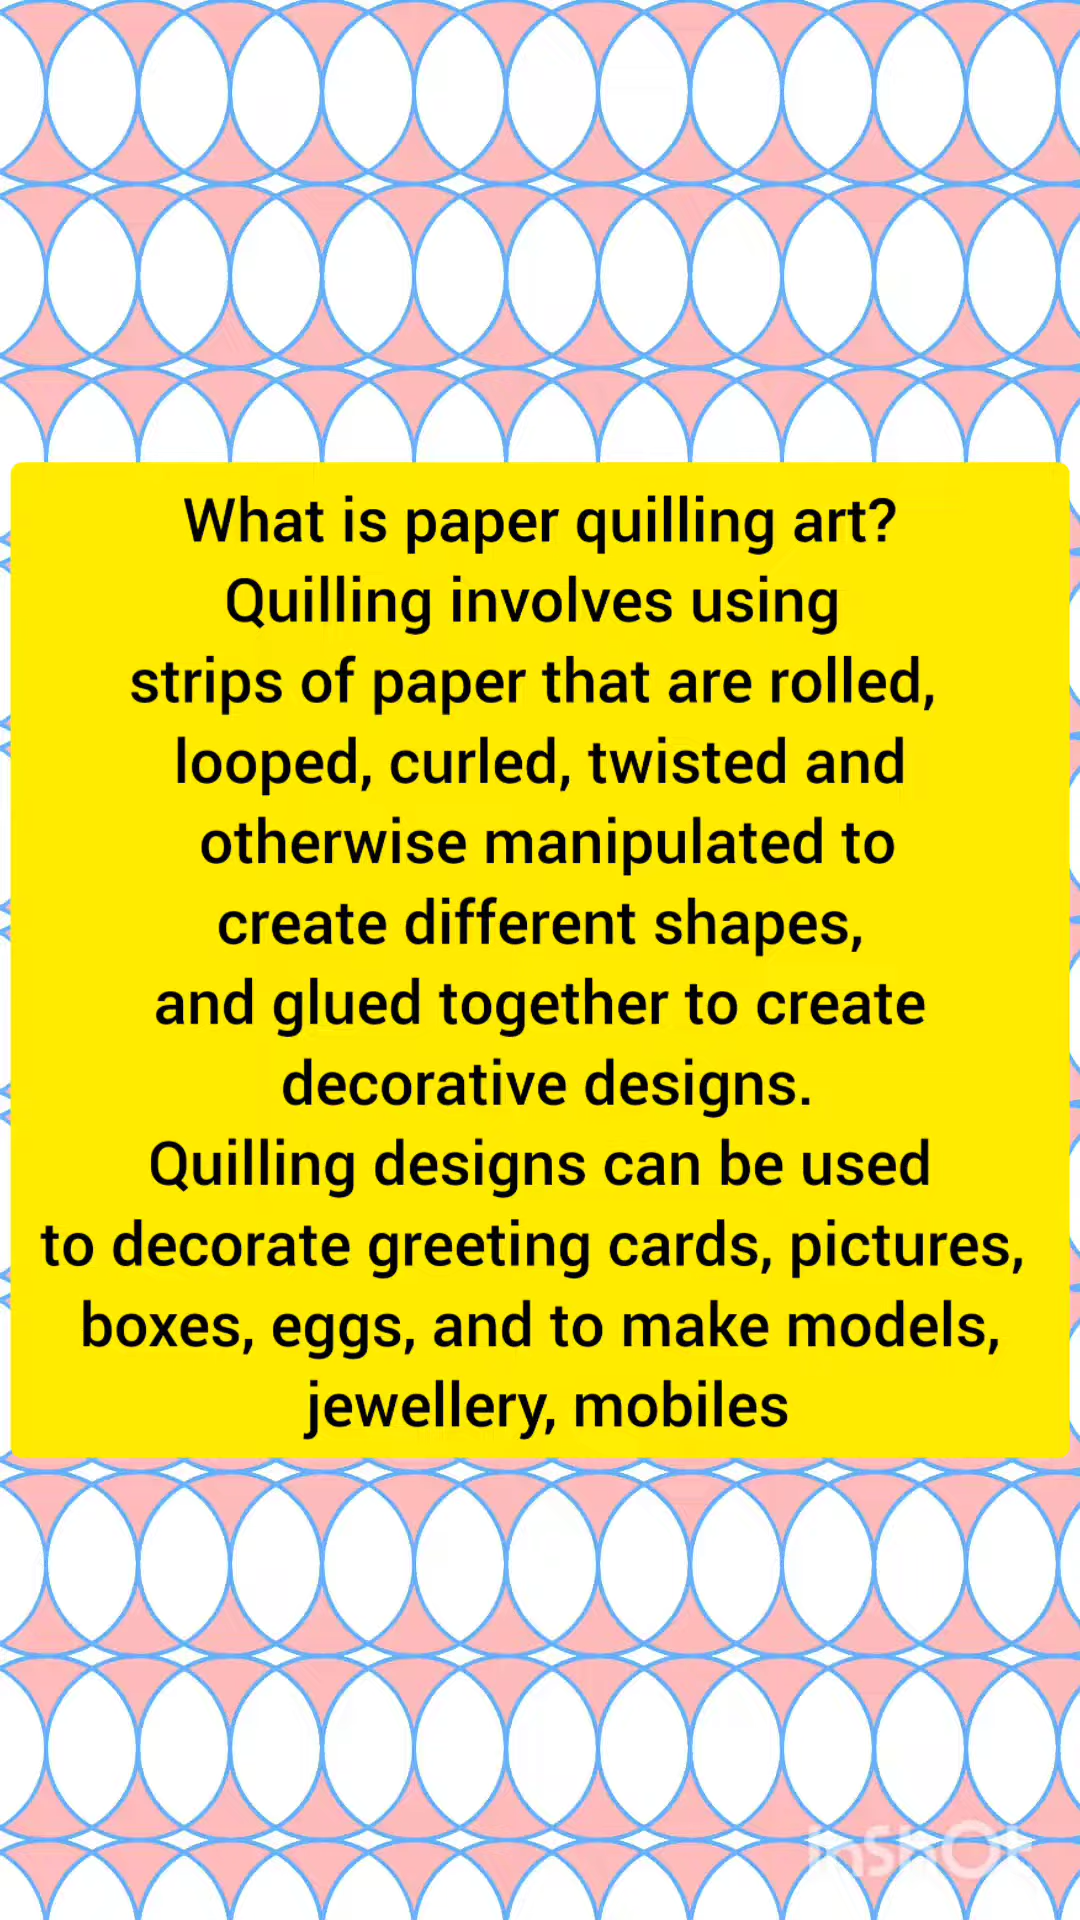 What is paper quilling art?
Quilling involves using
strips of paper that are rolled,
looped, curled, twisted and
otherwise manipulated to
create different shapes,
and glued together to create
decorative designs.
Quilling designs can be used
to decorate greeting cards, pictures,
boxes, eggs, and to make models,
jewellery, mobiles
InShOt